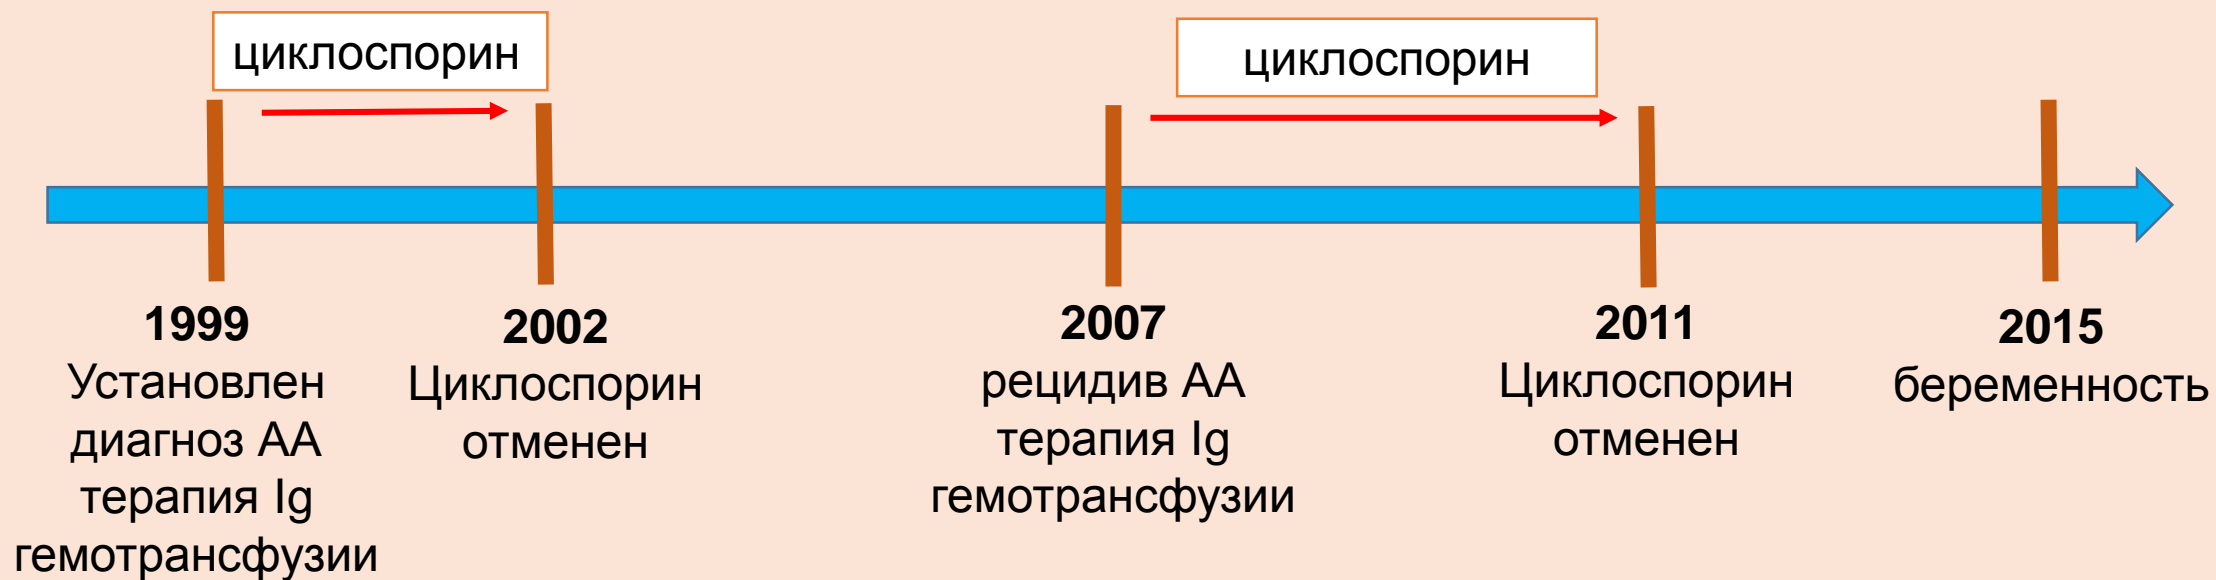 циклоспорин
циклоспорин
1999
Установлен
диагноз АА
терапия Ig
гемотрансфузии
2002
Циклоспорин
отменен
2007
рецидив АА
терапия Ig
гемотрансфузии
2011
Циклоспорин
отменен
2015
беременность